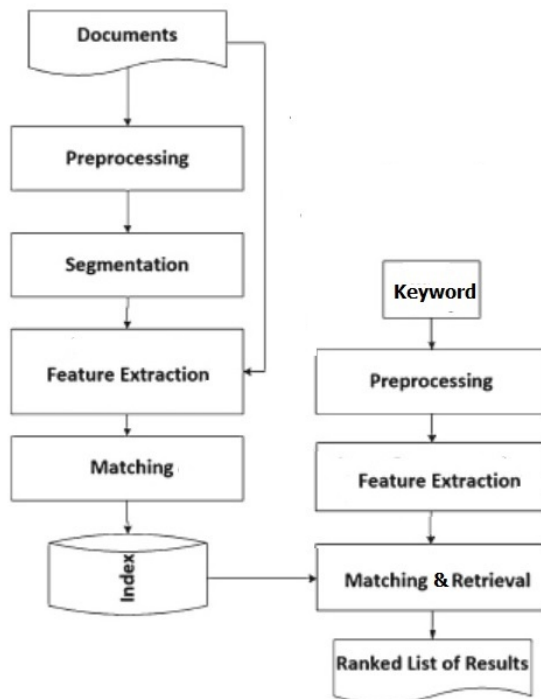 Documents
Preprocessing
Segmentation
Feature Extraction
Matching
Index
Keyword
Preprocessing
Feature Extraction
Matching & Retrieval
Ranked List of Results